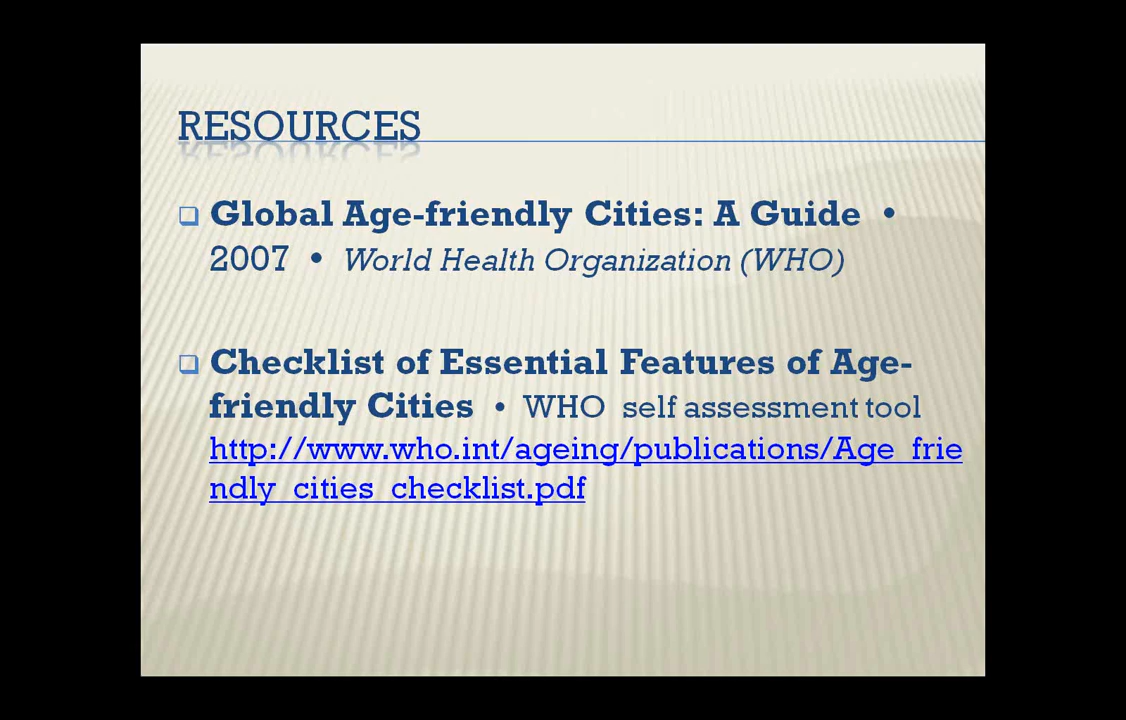 RESOURCES
Global Age-friendly Cities: A Guide •
2007 • World Health Organization (WHO)
Checklist of Essential Features of Age-
friendly Cities • WHO self assessment tool
http://www.who.int/ageing/publications/Age_frie
ndly_cities_checklist.pdf